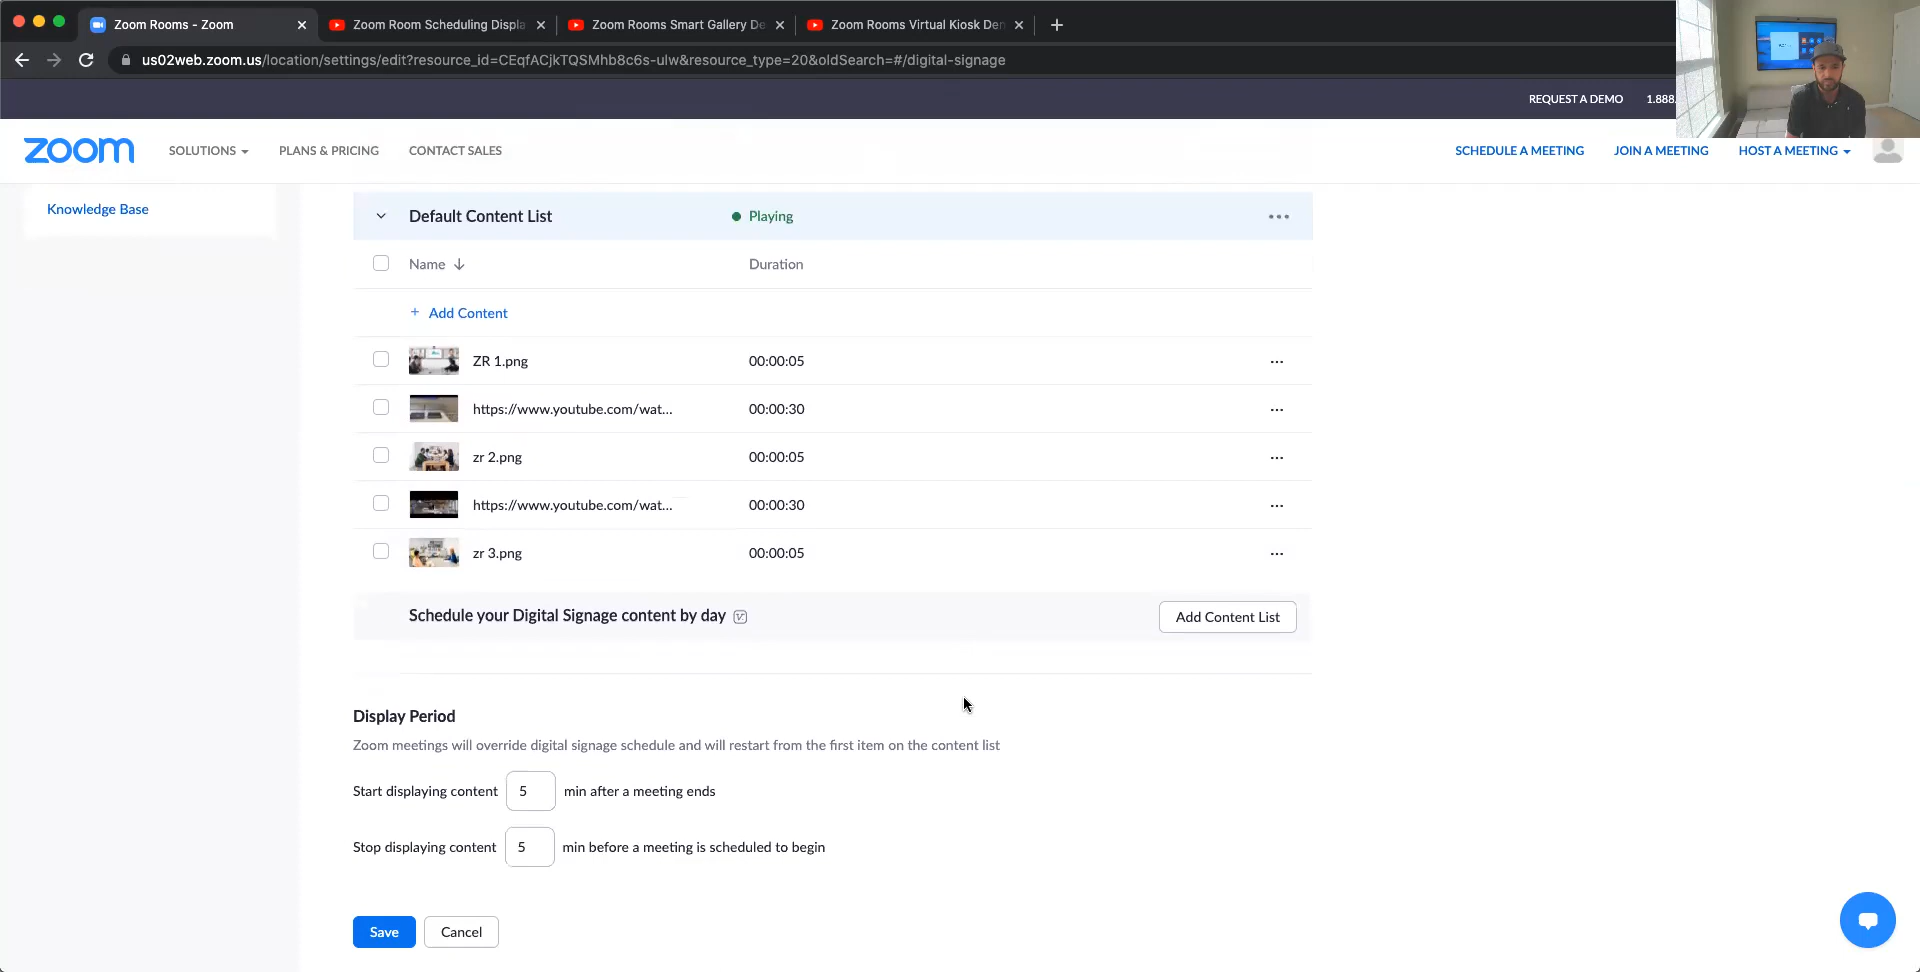 Zoom Rooms - Zoom
Zoom Room Scheduling Displa
Zoom Rooms Smart Gallery De
Zoom Rooms Virtual Kiosk Den
us02web.zoom.us/location/settings/edit?resource_id=CEqfACjkTQSMhb8c6s-ulw&resource_type=20&oldSearch=#/digital-signage
REQUEST A DEMO
1.888.
zoom
SOLUTIONS
PLANS & PRICING
CONTACT SALES
SCHEDULE A MEETING
JOIN A MEETING
HOST A MEETING
Knowledge Base
Default Content List
Playing
Name
Duration
+ Add Content
ZR 1.png
00:00:05
https://www.youtube.com/wat...
00:00:30
zr 2.png
00:00:05
https://www.youtube.com/wat...
00:00:30
zr 3.png
00:00:05
Schedule your Digital Signage content by day
Add Content List
Display Period
Zoom meetings will override digital signage schedule and will restart from the first item on the content list
Start displaying content 5 min after a meeting ends
Stop displaying content 5 min before a meeting is scheduled to begin
Save
Cancel